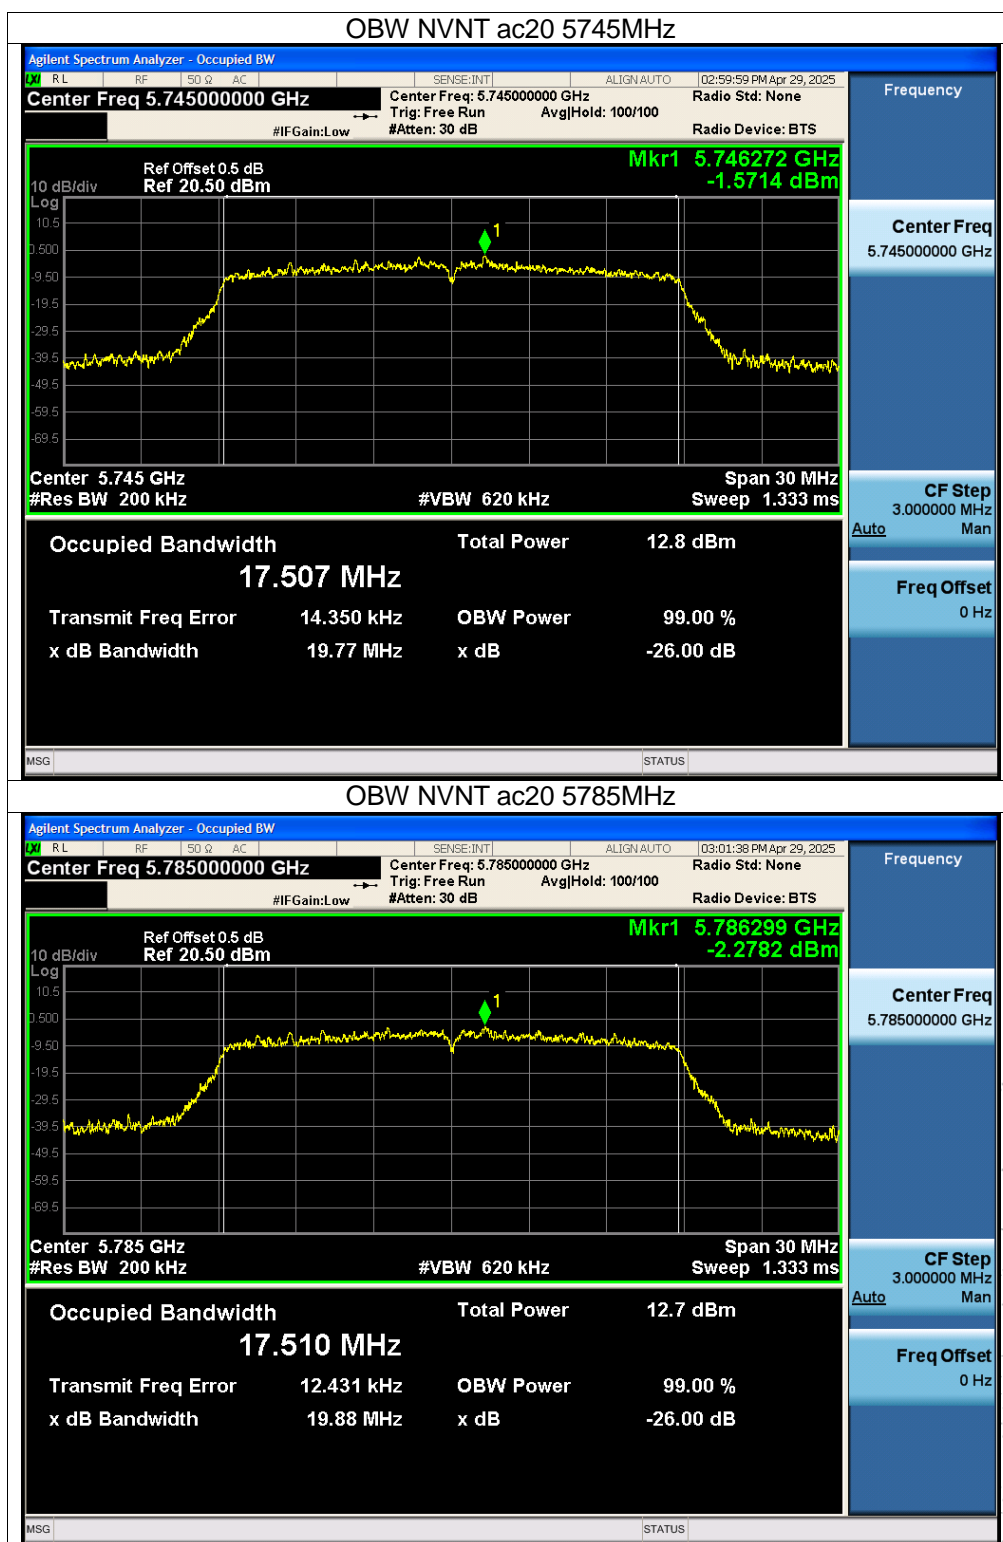 OBW NVNT ac20 5745MHz
Agilent Spectrum Analyzer - Occupied BW
LXI RL RF 50 Ω AC SENSE:INT ALIGN AUTO 02:59:59 PM Apr 29, 2025
Center Freq 5.745000000 GHz
Center Freq: 5.745000000 GHz Radio Std: None
Trig: Free Run Avg|Hold: 100/100
#IFGain:Low #Atten: 30 dB Radio Device: BTS
Frequency
Mkr1 5.746272 GHz
-1.5714 dBm
Ref Offset 0.5 dB
10 dB/div Ref 20.50 dBm
Log
10.5
0.500
-9.50
-19.5
-29.5
-39.5
-49.5
-59.5
-69.5
1
Center 5.745 GHz Span 30 MHz
#Res BW 200 kHz #VBW 620 kHz Sweep 1.333 ms
Center Freq
5.745000000 GHz
CF Step
3.000000 MHz
Auto Man
Freq Offset
0 Hz
Occupied Bandwidth Total Power 12.8 dBm
17.507 MHz
Transmit Freq Error 14.350 kHz OBW Power 99.00 %
x dB Bandwidth 19.77 MHz x dB -26.00 dB
MSG STATUS
OBW NVNT ac20 5785MHz
Agilent Spectrum Analyzer - Occupied BW
LXI RL RF 50 Ω AC SENSE:INT ALIGN AUTO 03:01:38 PM Apr 29, 2025
Center Freq 5.785000000 GHz
Center Freq: 5.785000000 GHz Radio Std: None
Trig: Free Run Avg|Hold: 100/100
#IFGain:Low #Atten: 30 dB Radio Device: BTS
Frequency
Mkr1 5.786299 GHz
-2.2782 dBm
Ref Offset 0.5 dB
10 dB/div Ref 20.50 dBm
Log
10.5
0.500
-9.50
-19.5
-29.5
-39.5
-49.5
-59.5
-69.5
1
Center 5.785 GHz Span 30 MHz
#Res BW 200 kHz #VBW 620 kHz Sweep 1.333 ms
Center Freq
5.785000000 GHz
CF Step
3.000000 MHz
Auto Man
Freq Offset
0 Hz
Occupied Bandwidth Total Power 12.7 dBm
17.510 MHz
Transmit Freq Error 12.431 kHz OBW Power 99.00 %
x dB Bandwidth 19.88 MHz x dB -26.00 dB
MSG STATUS